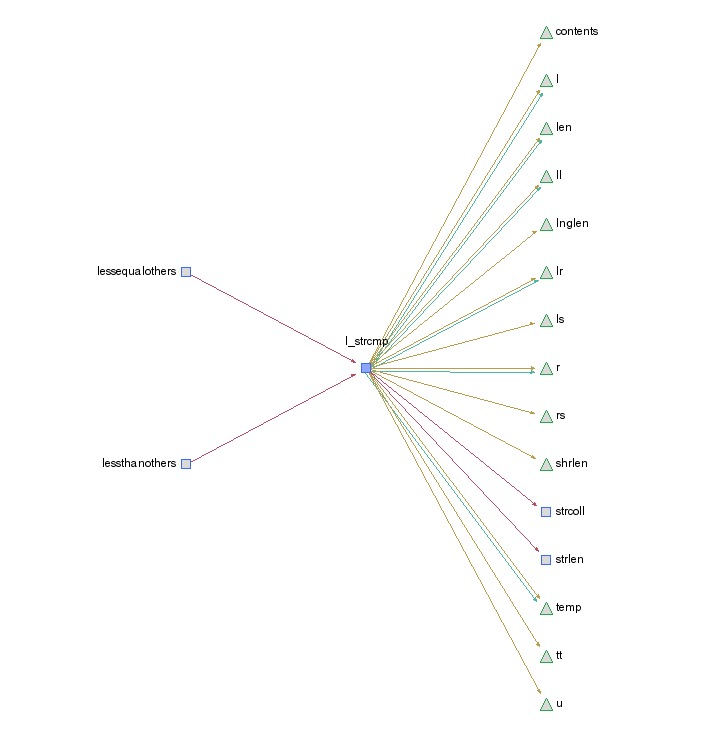 contents
l
len
ll
lnglen
lessequalothers
lr
ls
l_strcmp
r
rs
lessthanothers
shrlen
strcoll
strlen
temp
tt
u